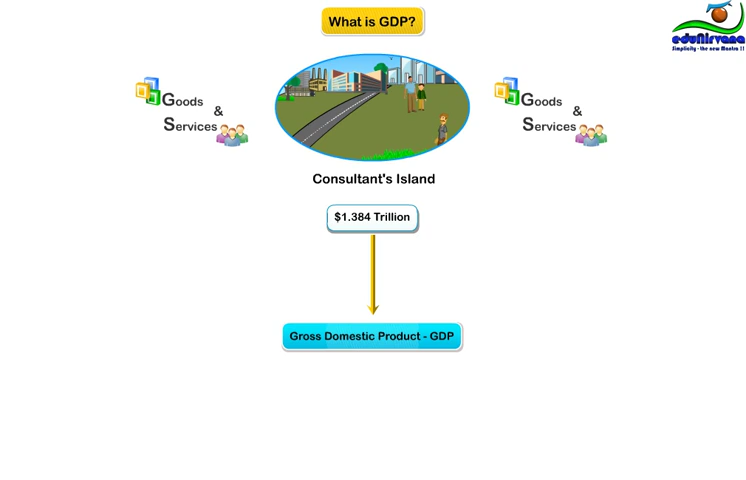 What is GDP?
eduNirvana
Simplicity - the new Mantra !!
Goods
&
Services
Goods
&
Services
Consultant's Island
$1.384 Trillion
Gross Domestic Product - GDP